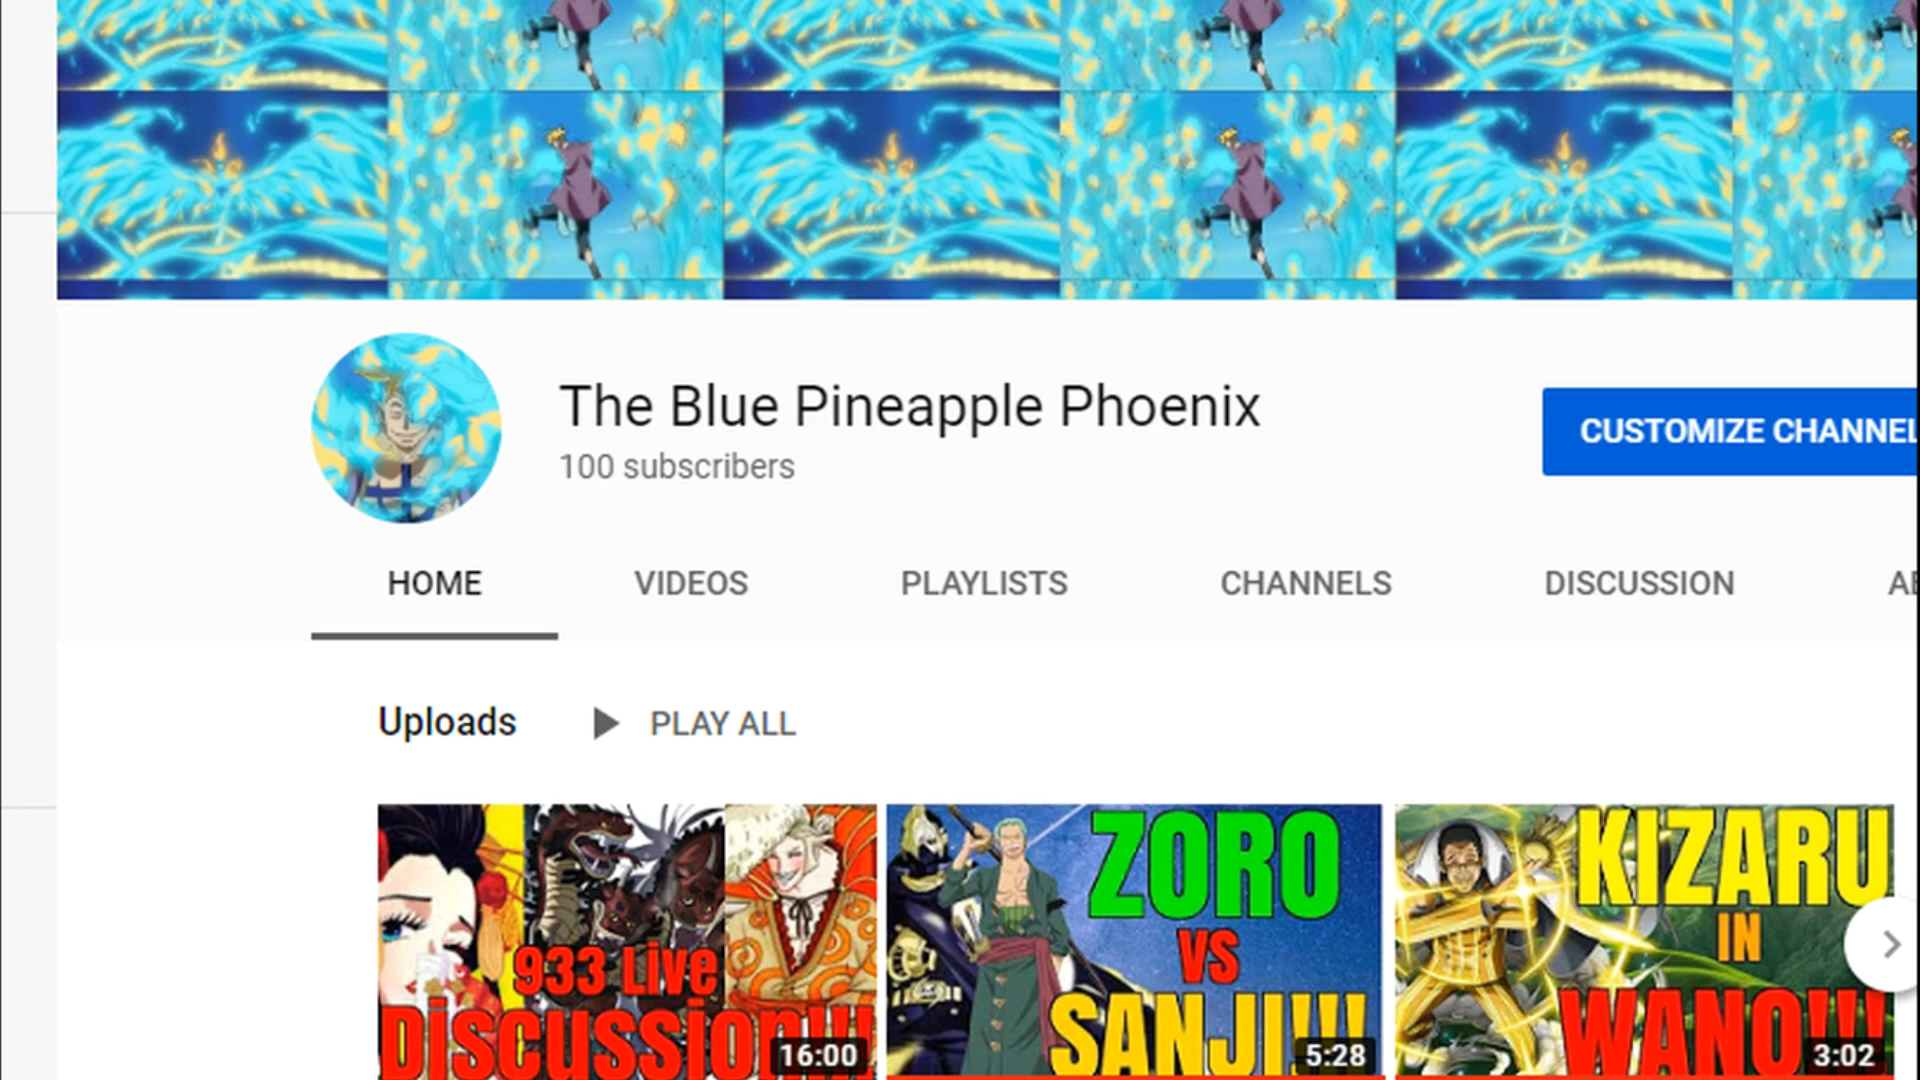 The Blue Pineapple Phoenix
100 subscribers
CUSTOMIZE CHANNEL
HOME VIDEOS PLAYLISTS CHANNELS DISCUSSION
Uploads PLAY ALL
933 Live
Discussion!!!
16:00
ZORO
VS
SANJI!!!
5:28
KIZARU
IN
WANO!!!
3:02